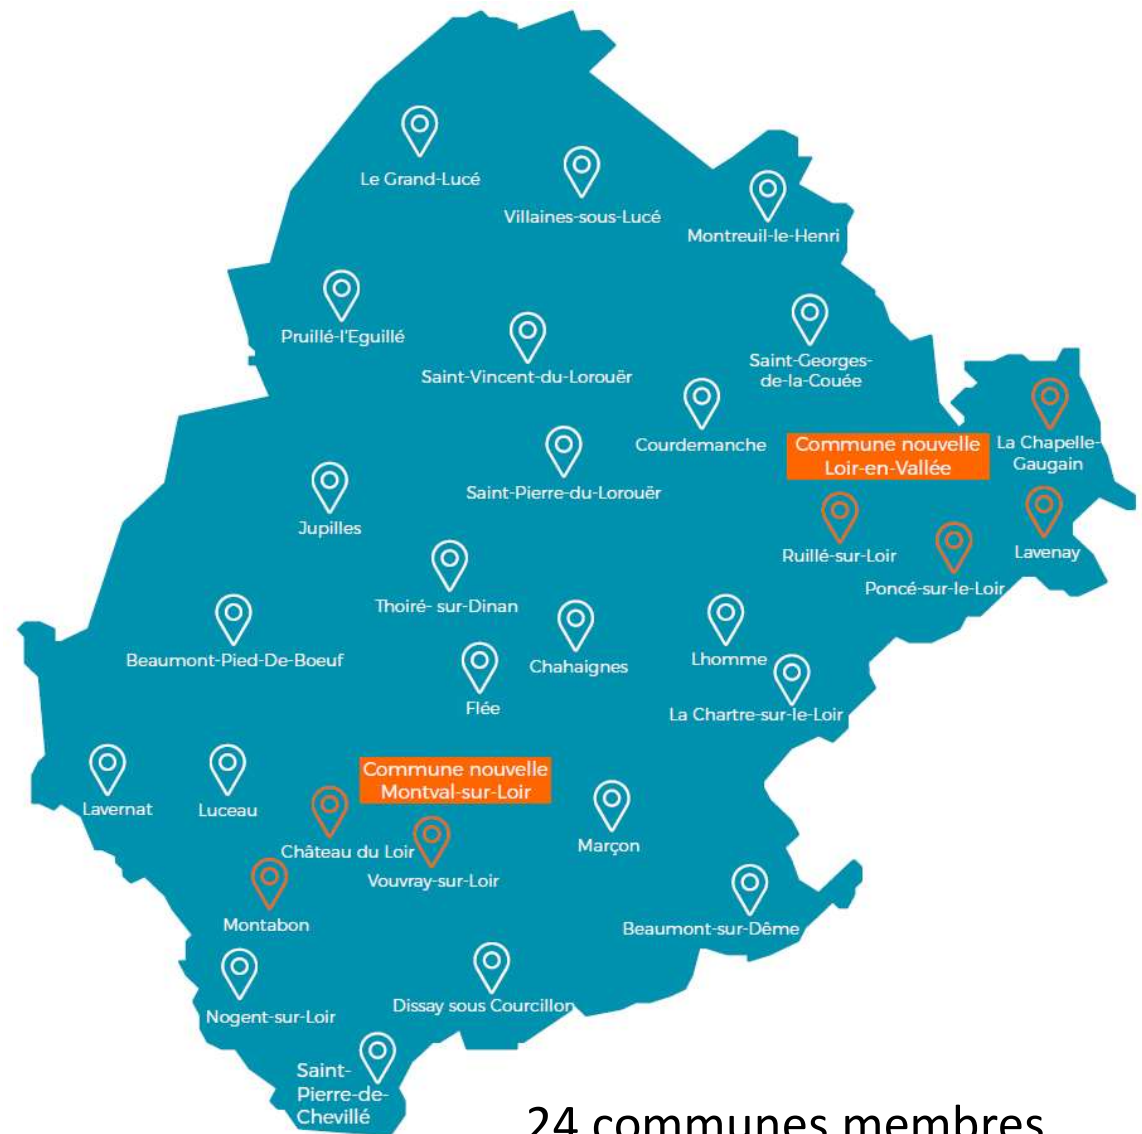 Le Grand-Lucé
Villaines-sous-Lucé
Montreuil-le-Henri
Pruillé-l'Eguillé
Saint-Vincent-du-Lorouër
Saint-Georges-
de-la-Couée
Courdemanche
Commune nouvelle
Loir-en-Vallée
La Chapelle-
Gaugain
Saint-Pierre-du-Lorouër
Jupilles
Ruillé-sur-Loir
Lavenay
Poncé-sur-le-Loir
Thoiré- sur-Dinan
Beaumont-Pied-De-Boeuf
Chahaignes
Lhomme
Flée
La Chartre-sur-le-Loir
Commune nouvelle
Montval-sur-Loir
Lavernat
Luceau
Château du Loir
Marçon
Vouvray-sur-Loir
Montabon
Beaumont-sur-Dême
Nogent-sur-Loir
Dissay sous Courcillon
Saint-
Pierre-de-
Chevillé
24 communes membres